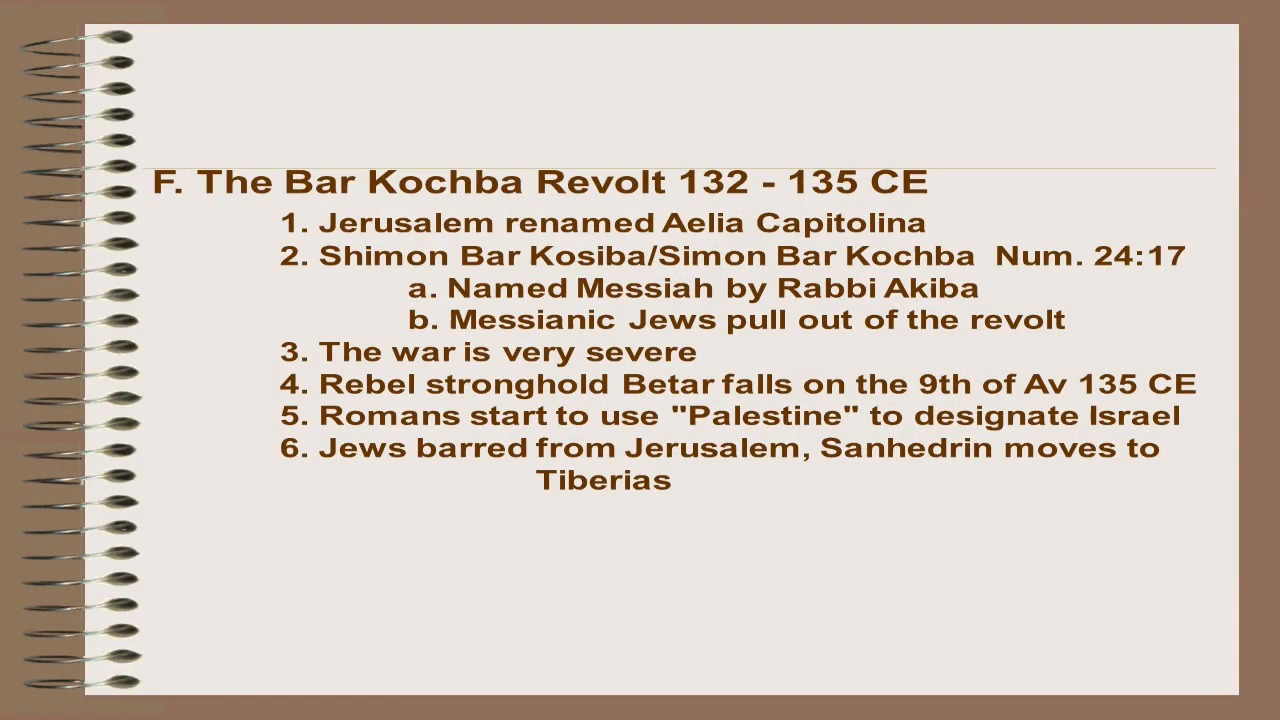 F. The Bar Kochba Revolt 132 - 135 CE
1. Jerusalem renamed Aelia Capitolina
2. Shimon Bar Kosiba/Simon Bar Kochba Num. 24:17
a. Named Messiah by Rabbi Akiba
b. Messianic Jews pull out of the revolt
3. The war is very severe
4. Rebel stronghold Betar falls on the 9th of Av 135 CE
5. Romans start to use "Palestine" to designate Israel
6. Jews barred from Jerusalem, Sanhedrin moves to
Tiberias